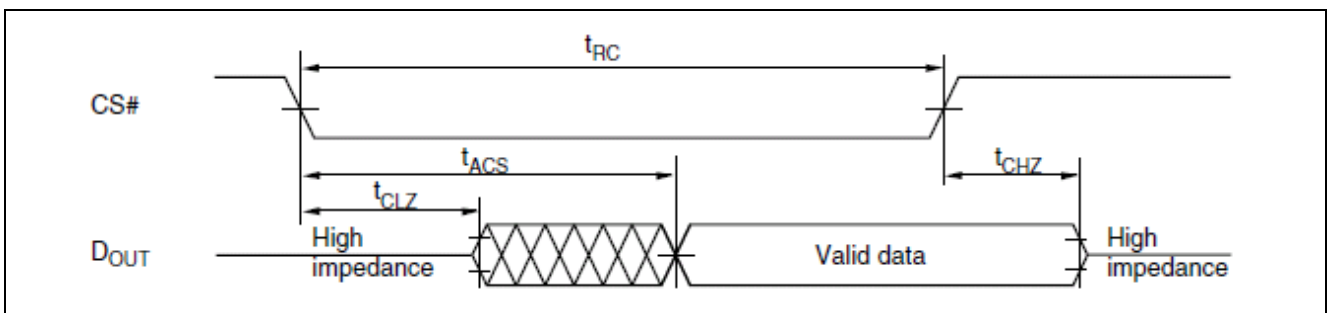 tRC
CS#
tACS
tCHZ
tCLZ
DOUT
High
impedance
Valid data
High
impedance